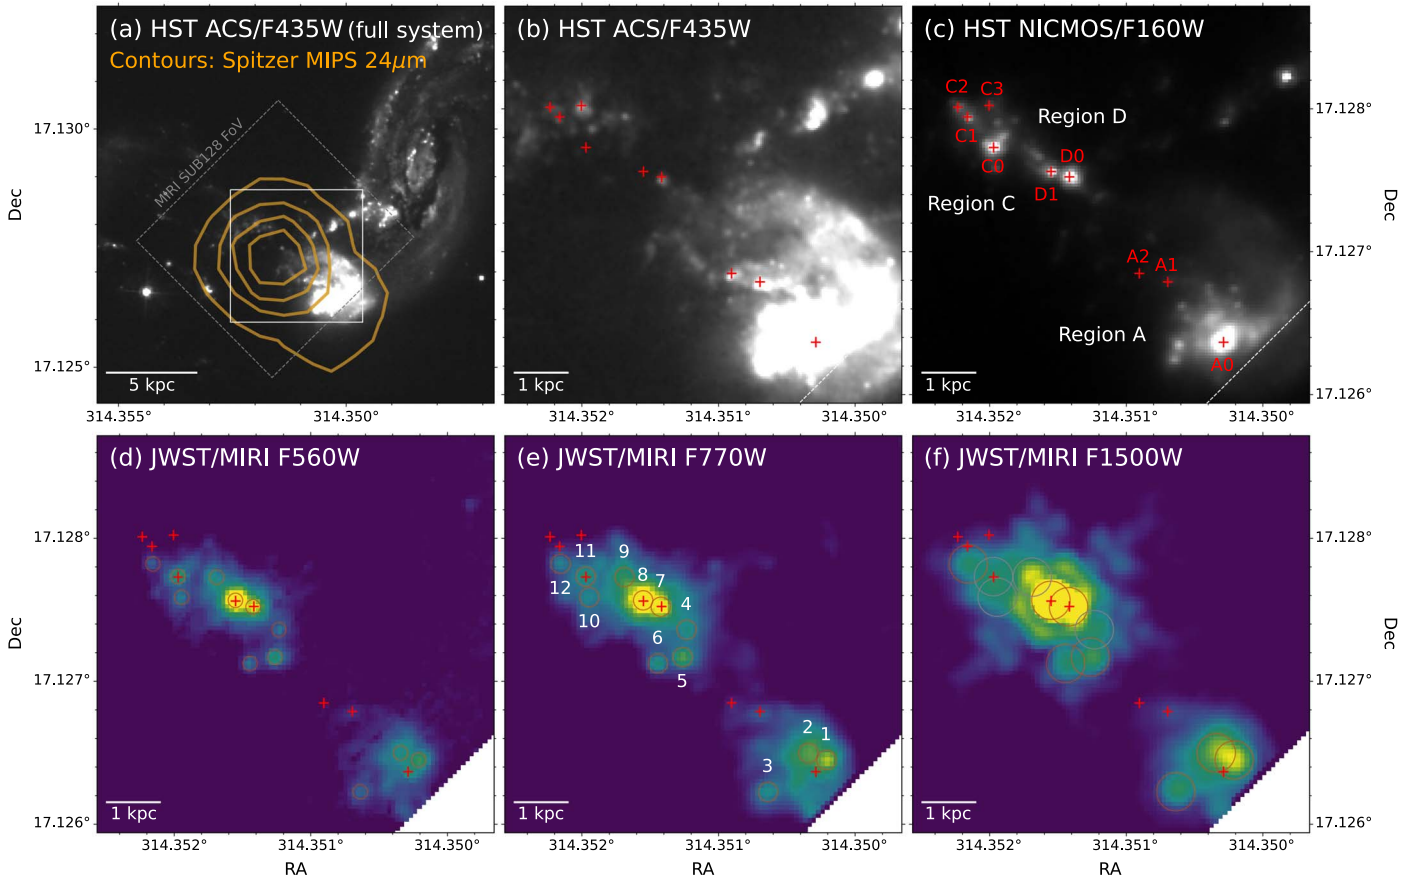 (a) HST ACS/F435W (full system)
Contours: Spitzer MIPS 24μm
MIRI SUB128 FoV
5 kpc
17.130°
17.125°
Dec
314.355°
314.350°
(b) HST ACS/F435W
1 kpc
314.352°
314.351°
314.350°
(c) HST NICMOS/F160W
C2
C3
Region D
C1
C0
D0
D1
Region C
A2
A1
Region A
A0
1 kpc
17.128°
17.127°
17.126°
Dec
314.352°
314.351°
314.350°
(d) JWST/MIRI F560W
1 kpc
17.128°
17.127°
17.126°
Dec
314.352°
314.351°
314.350°
RA
(e) JWST/MIRI F770W
11
9
8
7
12
4
10
6
5
2
1
3
1 kpc
314.352°
314.351°
314.350°
RA
(f) JWST/MIRI F1500W
1 kpc
17.128°
17.127°
17.126°
Dec
314.352°
314.351°
314.350°
RA